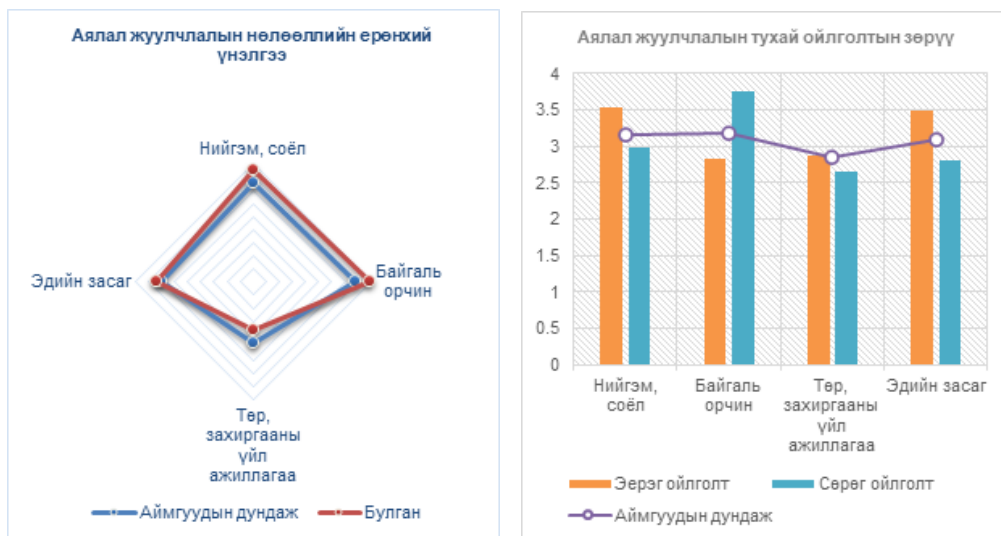 Аялал жуулчлалын нөлөөллийн ерөнхий
үнэлгээ
Нийгэм, соёл
Байгаль
орчин
Эдийн засаг
Төр,
захиргааны
үйл
ажиллагаа
Аймгуудын дундаж
Булган
Аялал жуулчлалын тухай ойлголтын зөрүү
4
3.5
3
2.5
2
1.5
1
0.5
0
Нийгэм,
соёл
Байгаль
орчин
Төр,
захиргааны
үйл
ажиллагаа
Эдийн засаг
Эерэг ойлголт
Сөрөг ойлголт
Аймгуудын дундаж